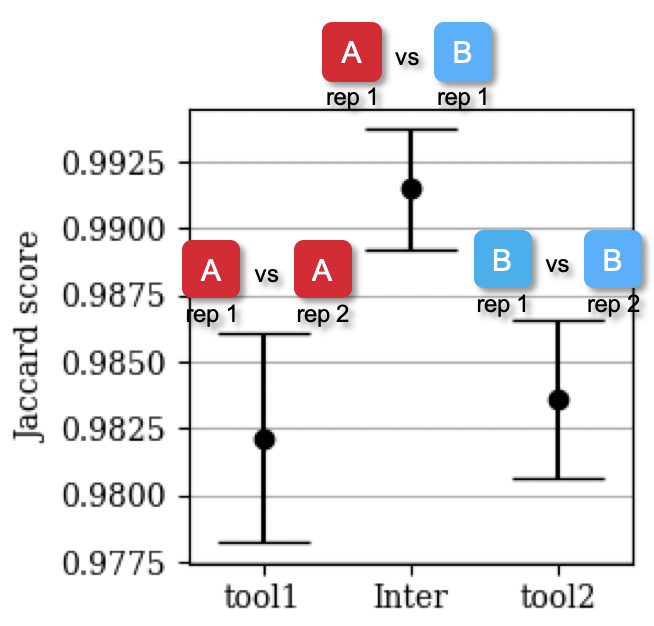 A vs B
rep 1 rep 1
0.9925
0.9900
A vs A
B vs B
0.9875
rep 1 rep 2
rep 1 rep 2
0.9850
0.9825
0.9800
0.9775
Jaccard score
tool1 Inter tool2